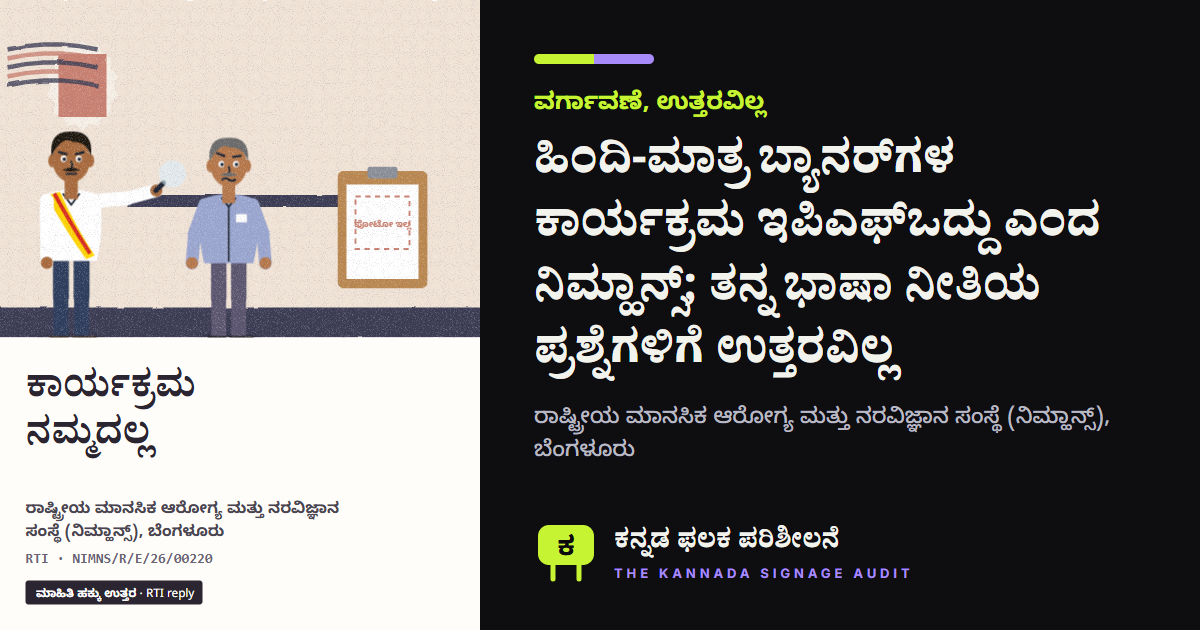 ಫೋಟೋ ಇಲ್ಲ
ಕಾರ್ಯಕ್ರಮ
ನಮ್ಮದಲ್ಲ
ರಾಷ್ಟ್ರೀಯ ಮಾನಸಿಕ ಆರೋಗ್ಯ ಮತ್ತು ನರವಿಜ್ಞಾನ
ಸಂಸ್ಥೆ (ನಿಮ್ಹಾನ್ಸ್), ಬೆಂಗಳೂರು
RTI · NIMNS/R/E/26/00220
ಮಾಹಿತಿ ಹಕ್ಕು ಉತ್ತರ · RTI reply
ವರ್ಗಾವಣೆ, ಉತ್ತರವಿಲ್ಲ
ಹಿಂದಿ-ಮಾತ್ರ ಬ್ಯಾನರ್‌ಗಳ
ಕಾರ್ಯಕ್ರಮ ಇಪಿಎಫ್‌ಒದ್ದು ಎಂದ
ನಿಮ್ಹಾನ್ಸ್; ತನ್ನ ಭಾಷಾ ನೀತಿಯ
ಪ್ರಶ್ನೆಗಳಿಗೆ ಉತ್ತರವಿಲ್ಲ
ರಾಷ್ಟ್ರೀಯ ಮಾನಸಿಕ ಆರೋಗ್ಯ ಮತ್ತು ನರವಿಜ್ಞಾನ ಸಂಸ್ಥೆ (ನಿಮ್ಹಾನ್ಸ್),
ಬೆಂಗಳೂರು
ಕ
ಕನ್ನಡ ಫಲಕ ಪರಿಶೀಲನೆ
THE KANNADA SIGNAGE AUDIT